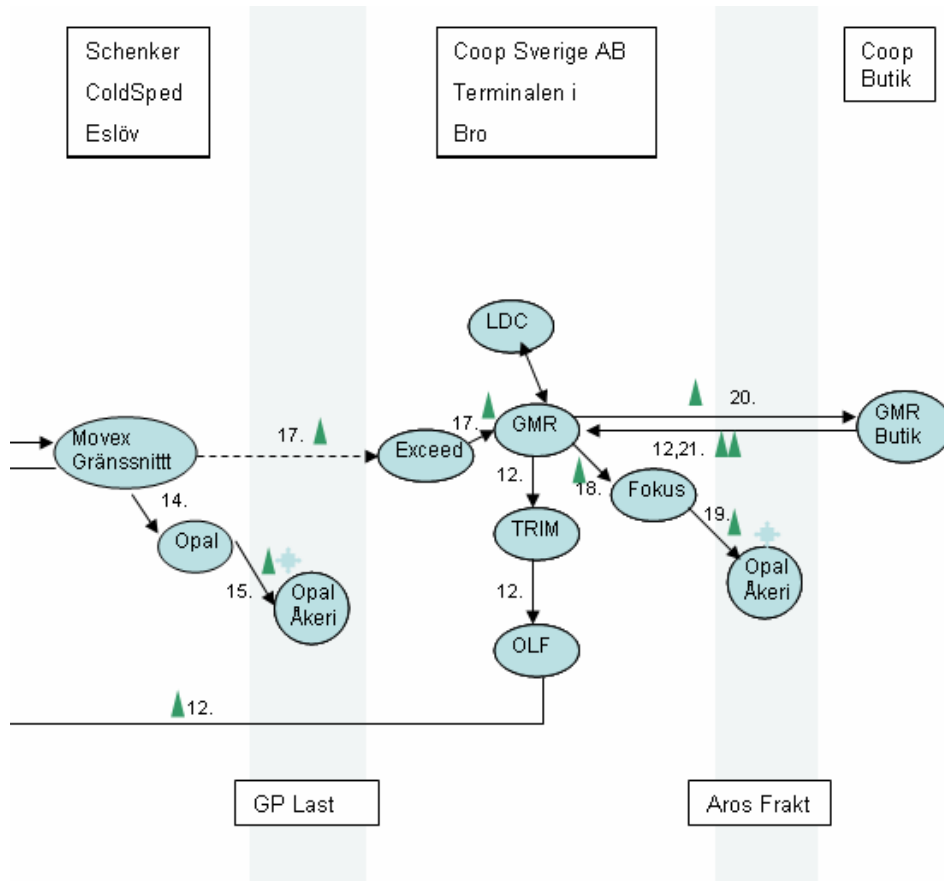 Schenker
ColdSped
Eslöv
Coop Sverige AB
Terminalen i
Bro
Coop
Butik
LDC
20.
17.
GMR
GMR
Butik
Movex
Gränssnittt
17.
Exceed
12,21.
12.
18.
Fokus
14.
19.
Opal
TRIM
15.
Opal
Åkeri
12.
Opal
Åkeri
OLF
12.
GP Last
Aros Frakt